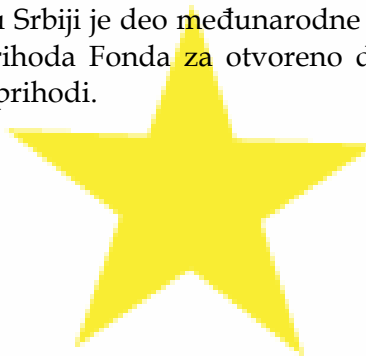 u Srbiji je deo međunarodne
rihoda Fonda za otvoreno d
prihodi.